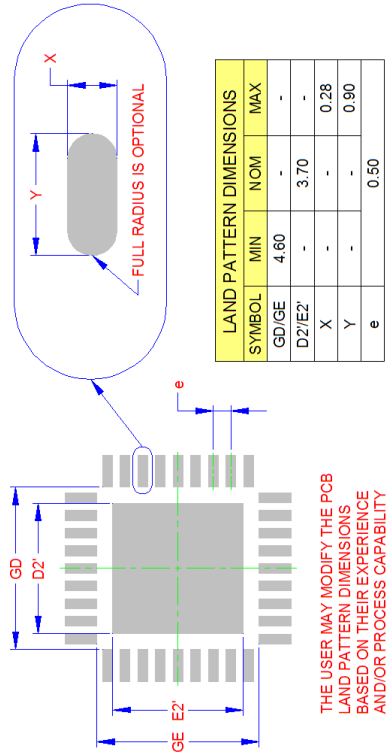 GD
D2'
GE
E2'
e
Y
X
FULL RADIUS IS OPTIONAL
THE USER MAY MODIFY THE PCB
LAND PATTERN DIMENSIONS
BASED ON THEIR EXPERIENCE
AND/OR PROCESS CAPABILITY
LAND PATTERN DIMENSIONS
SYMBOL MIN NOM MAX
GD/GE 4.60 - -
D2'/E2' - 3.70 -
X - - 0.28
Y - - 0.90
e 0.50